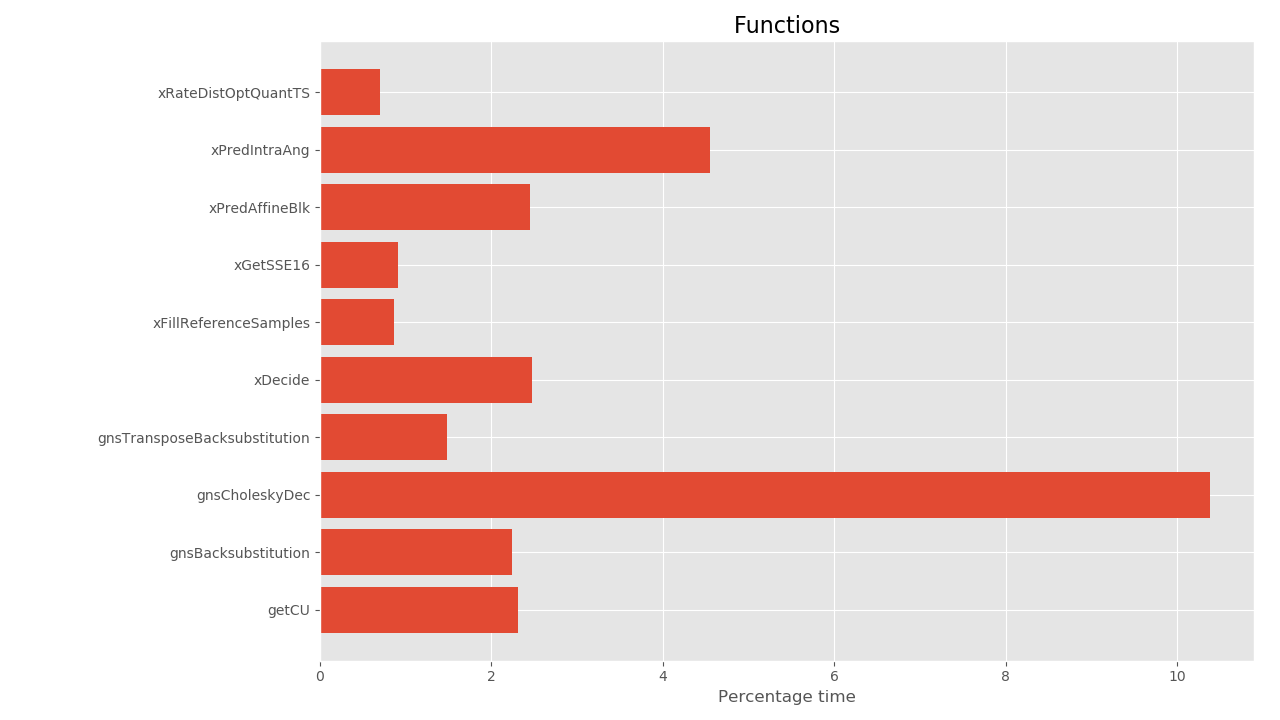 Functions
xRateDistOptQuantTS
xPredIntraAng
xPredAffineBlk
xGetSSE16
xFillReferenceSamples
xDecide
gnsTransposeBacksubstitution
gnsCholeskyDec
gnsBacksubstitution
getCU
0 2 4 6 8 10
Percentage time